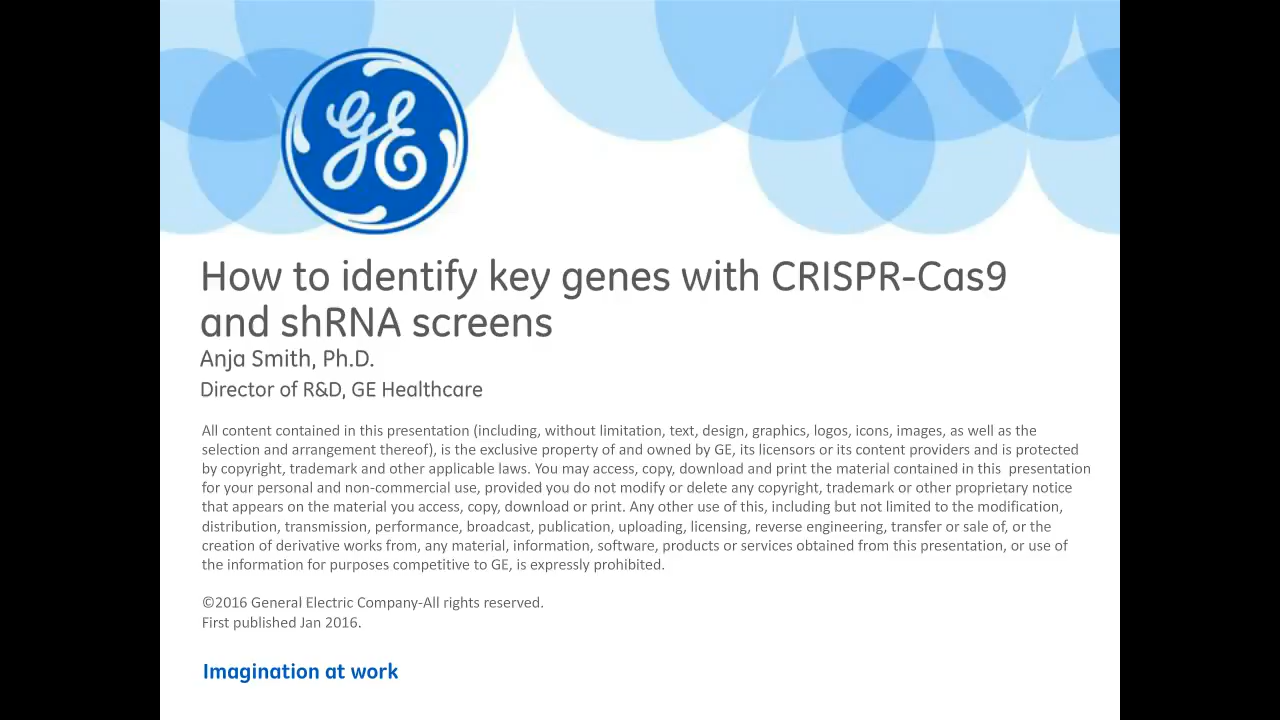 GE
How to identify key genes with CRISPR-Cas9
and shRNA screens
Anja Smith, Ph.D.
Director of R&D, GE Healthcare
All content contained in this presentation (including, without limitation, text, design, graphics, logos, icons, images, as well as the
selection and arrangement thereof), is the exclusive property of and owned by GE, its licensors or its content providers and is protected
by copyright, trademark and other applicable laws. You may access, copy, download and print the material contained in this  presentation
for your personal and non-commercial use, provided you do not modify or delete any copyright, trademark or other proprietary notice
that appears on the material you access, copy, download or print. Any other use of this, including but not limited to the modification,
distribution, transmission, performance, broadcast, publication, uploading, licensing, reverse engineering, transfer or sale of, or the
creation of derivative works from, any material, information, software, products or services obtained from this presentation, or use of
the information for purposes competitive to GE, is expressly prohibited.
©2016 General Electric Company-All rights reserved.
First published Jan 2016.
Imagination at work